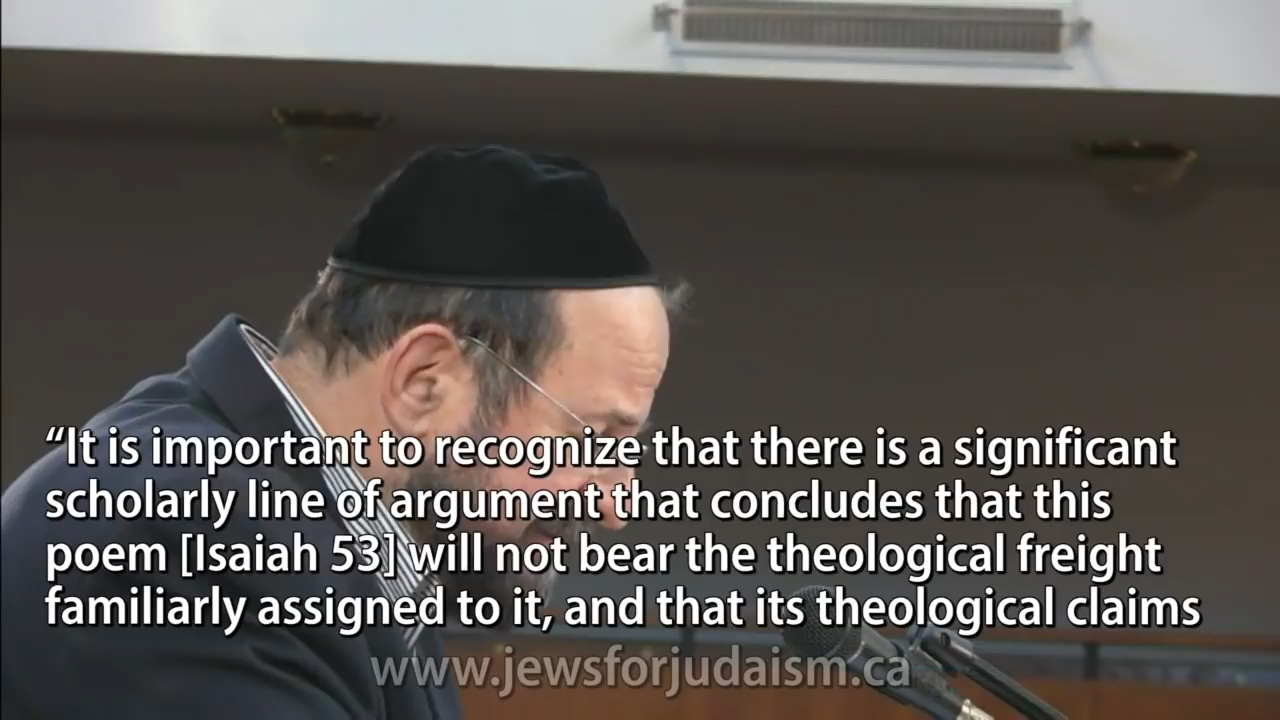 “It is important to recognize that there is a significant
scholarly line of argument that concludes that this
poem [Isaiah 53] will not bear the theological freight
familiarly assigned to it, and that its theological claims
www.jewsforjudaism.ca